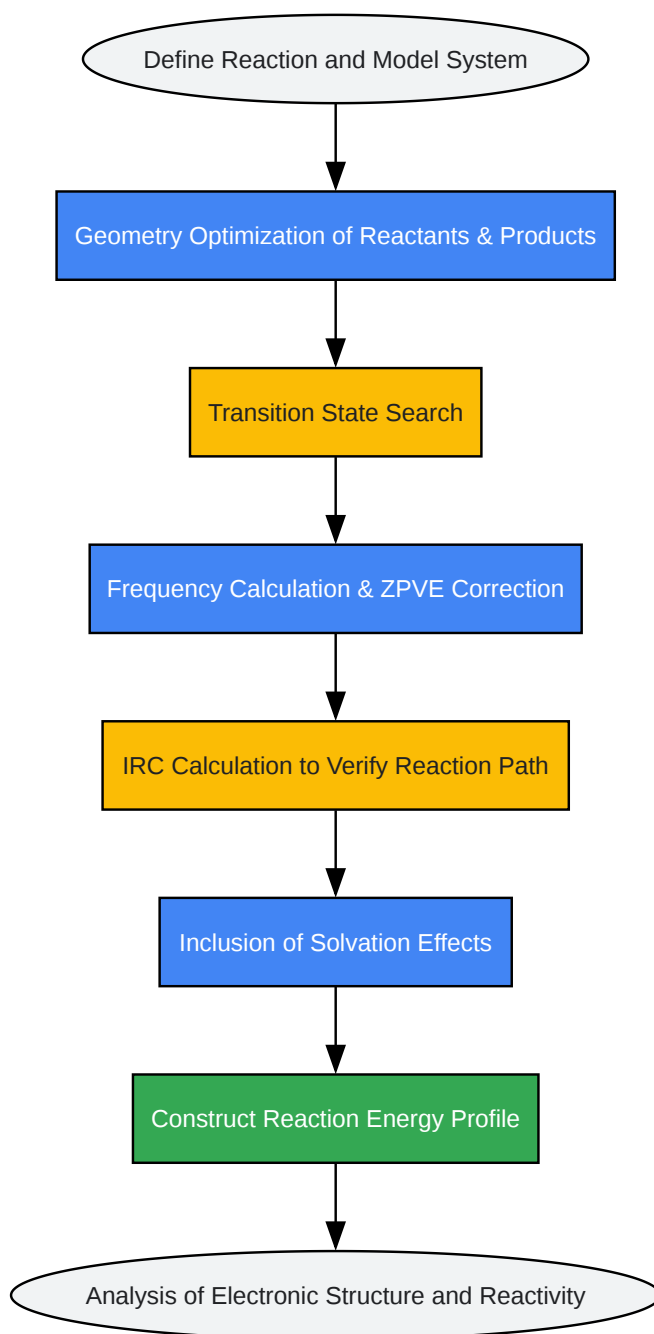 Define Reaction and Model System
Geometry Optimization of Reactants & Products
Transition State Search
Frequency Calculation & ZPVE Correction
IRC Calculation to Verify Reaction Path
Inclusion of Solvation Effects
Construct Reaction Energy Profile
Analysis of Electronic Structure and Reactivity